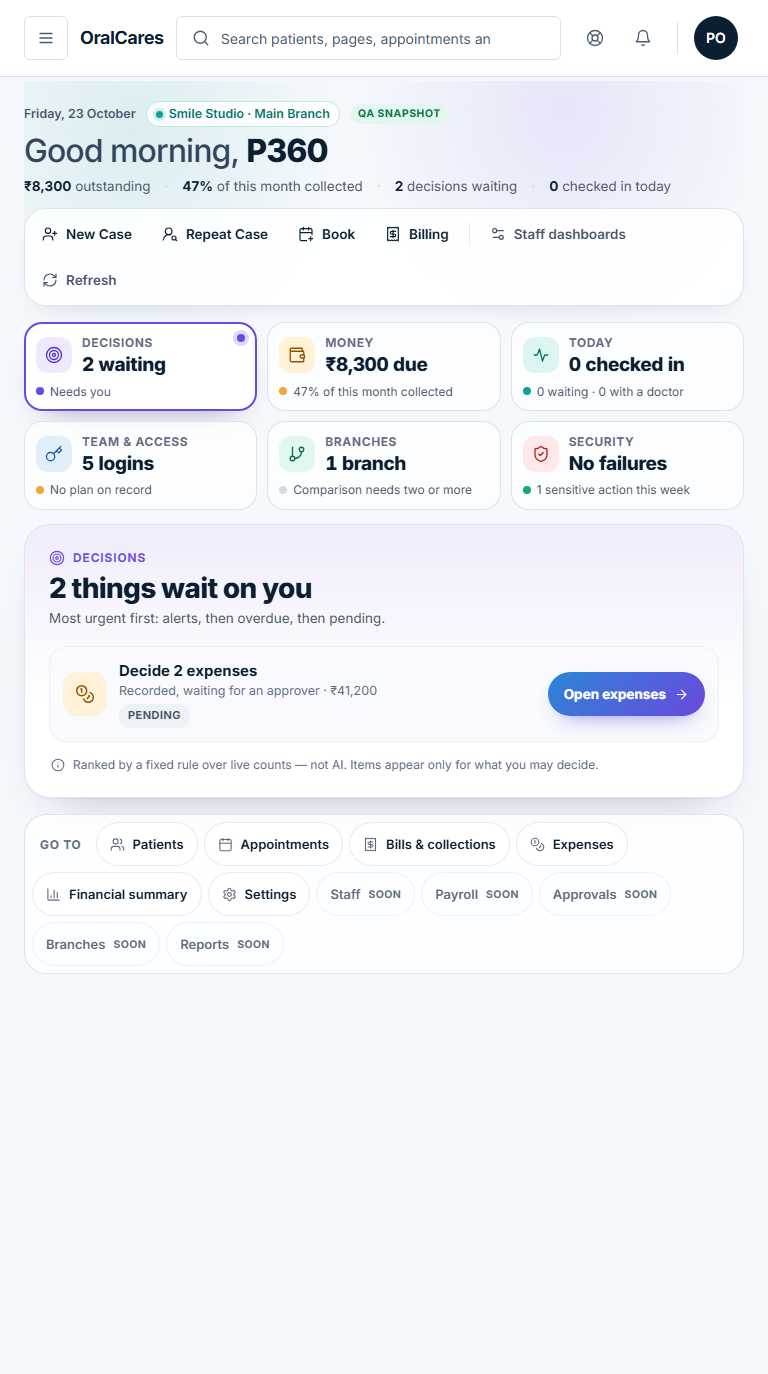 OralCares
Search patients, pages, appointments an
PO
Friday, 23 October
Smile Studio · Main Branch
QA SNAPSHOT
Good morning, P360
₹8,300 outstanding · 47% of this month collected · 2 decisions waiting · 0 checked in today
New Case
Repeat Case
Book
Billing
Staff dashboards
Refresh
DECISIONS
2 waiting
Needs you
MONEY
₹8,300 due
47% of this month collected
TODAY
0 checked in
0 waiting · 0 with a doctor
TEAM & ACCESS
5 logins
No plan on record
BRANCHES
1 branch
Comparison needs two or more
SECURITY
No failures
1 sensitive action this week
DECISIONS
2 things wait on you
Most urgent first: alerts, then overdue, then pending.
Decide 2 expenses
Recorded, waiting for an approver · ₹41,200
PENDING
Open expenses
Ranked by a fixed rule over live counts — not AI. Items appear only for what you may decide.
GO TO
Patients
Appointments
Bills & collections
Expenses
Financial summary
Settings
Staff SOON
Payroll SOON
Approvals SOON
Branches SOON
Reports SOON